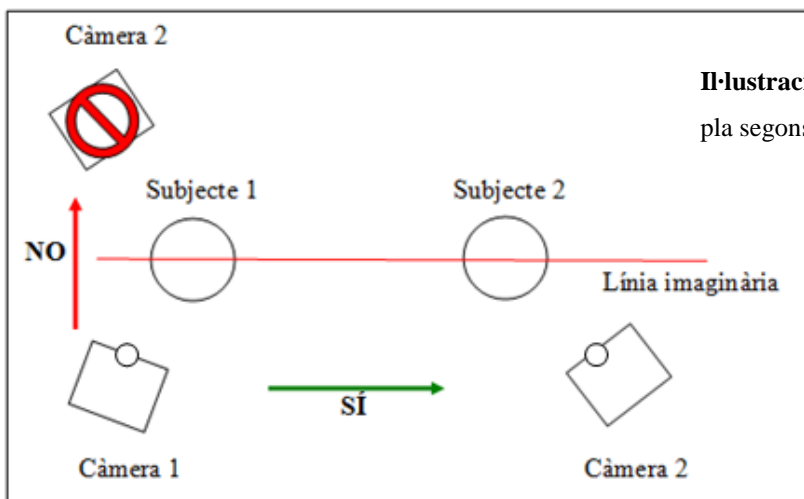 Càmera 2
Il·lustraci
pla segons
Subjecte 1
Subjecte 2
NO
Línia imaginària
SÍ
Càmera 1
Càmera 2